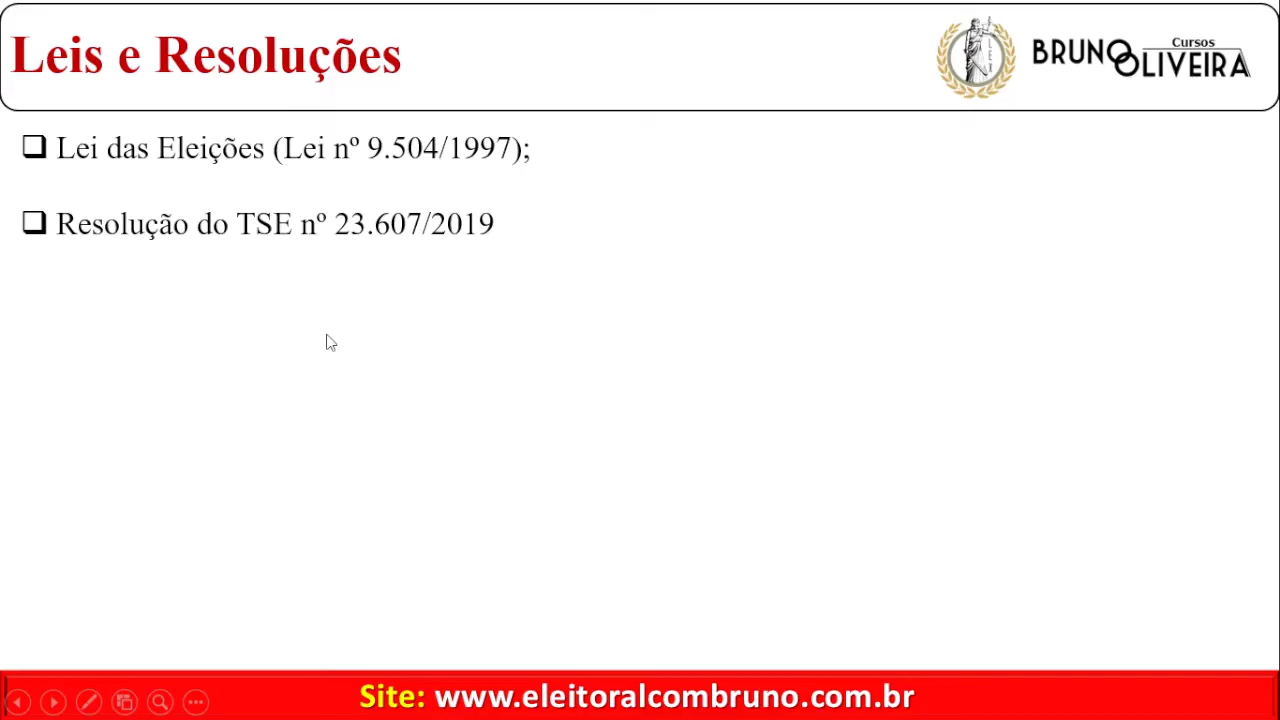 Leis e Resoluções
Cursos
BRUNO OLIVEIRA
Lei das Eleições (Lei nº 9.504/1997);
Resolução do TSE nº 23.607/2019
Site: www.eleitoralcombruno.com.br